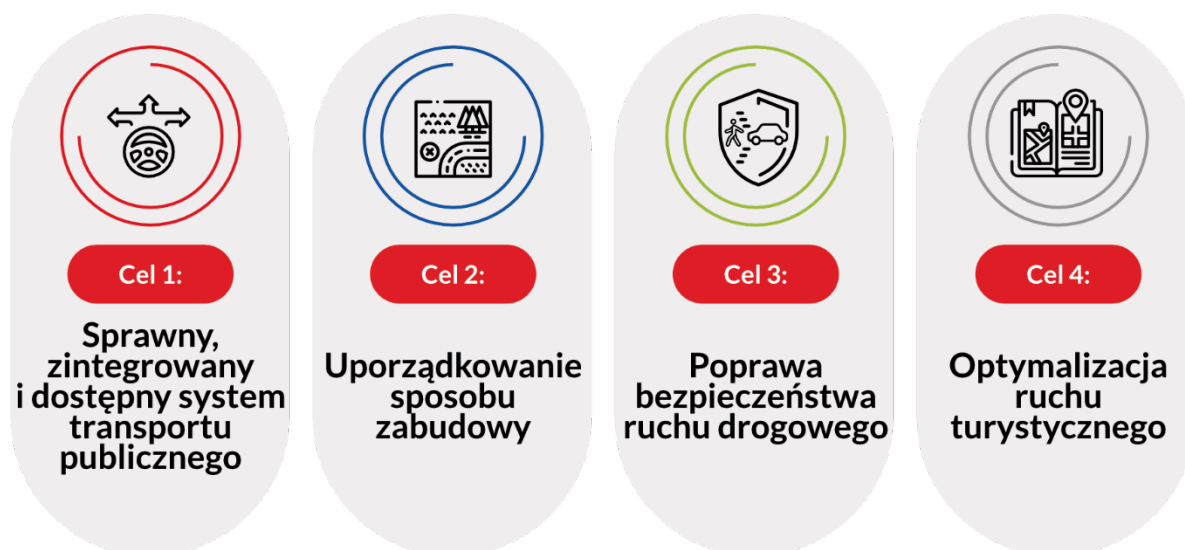 Cel 1:
Sprawny,
zintegrowany
i dostępny system
transportu
publicznego
Cel 2:
Uporządkowanie
sposobu
zabudowy
Cel 3:
Poprawa
bezpieczeństwa
ruchu drogowego
Cel 4:
Optymalizacja
ruchu
turystycznego